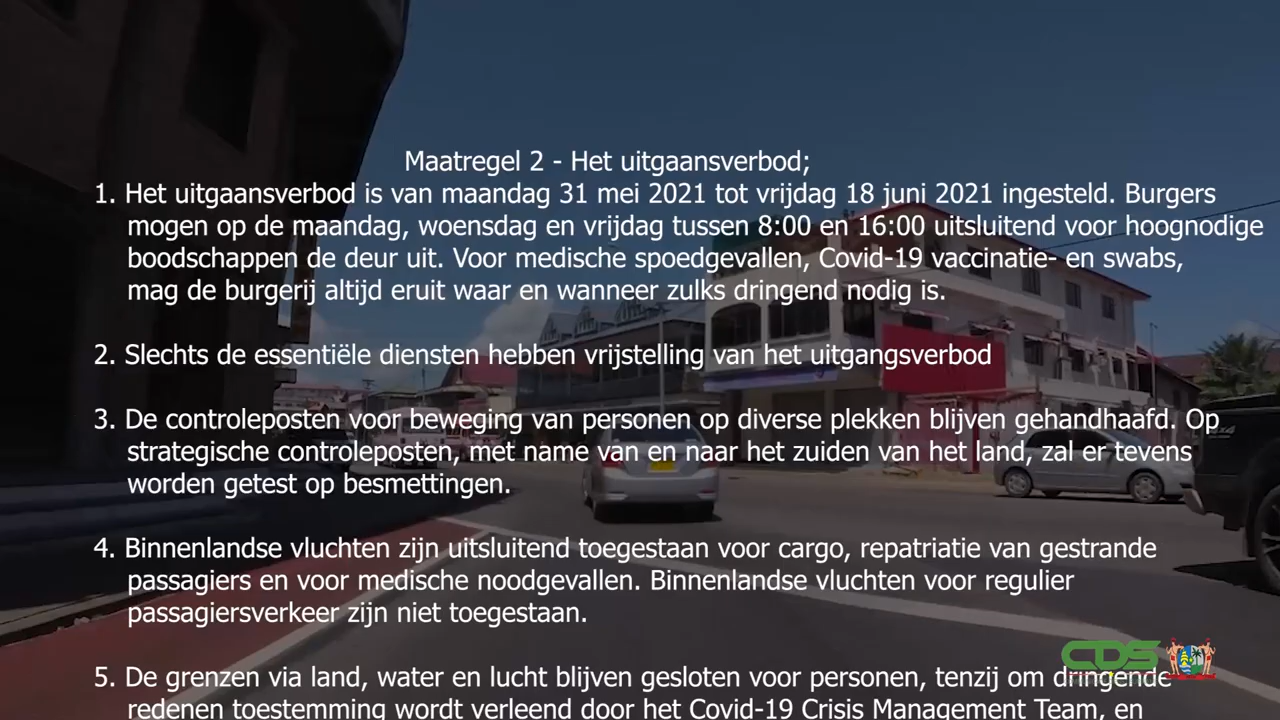 Maatregel 2 - Het uitgaansverbod;
1. Het uitgaansverbod is van maandag 31 mei 2021 tot vrijdag 18 juni 2021 ingesteld. Burgers
mogen op de maandag, woensdag en vrijdag tussen 8:00 en 16:00 uitsluitend voor hoognodige
boodschappen de deur uit. Voor medische spoedgevallen, Covid-19 vaccinatie- en swabs,
mag de burgerij altijd eruit waar en wanneer zulks dringend nodig is.
2. Slechts de essentiële diensten hebben vrijstelling van het uitgangsverbod
3. De controleposten voor beweging van personen op diverse plekken blijven gehandhaafd. Op
strategische controleposten, met name van en naar het zuiden van het land, zal er tevens
worden getest op besmettingen.
4. Binnenlandse vluchten zijn uitsluitend toegestaan voor cargo, repatriatie van gestrande
passagiers en voor medische noodgevallen. Binnenlandse vluchten voor regulier
passagiersverkeer zijn niet toegestaan.
5. De grenzen via land, water en lucht blijven gesloten voor personen, tenzij om dringende
redenen toestemming wordt verleend door het Covid-19 Crisis Management Team, en
CDS